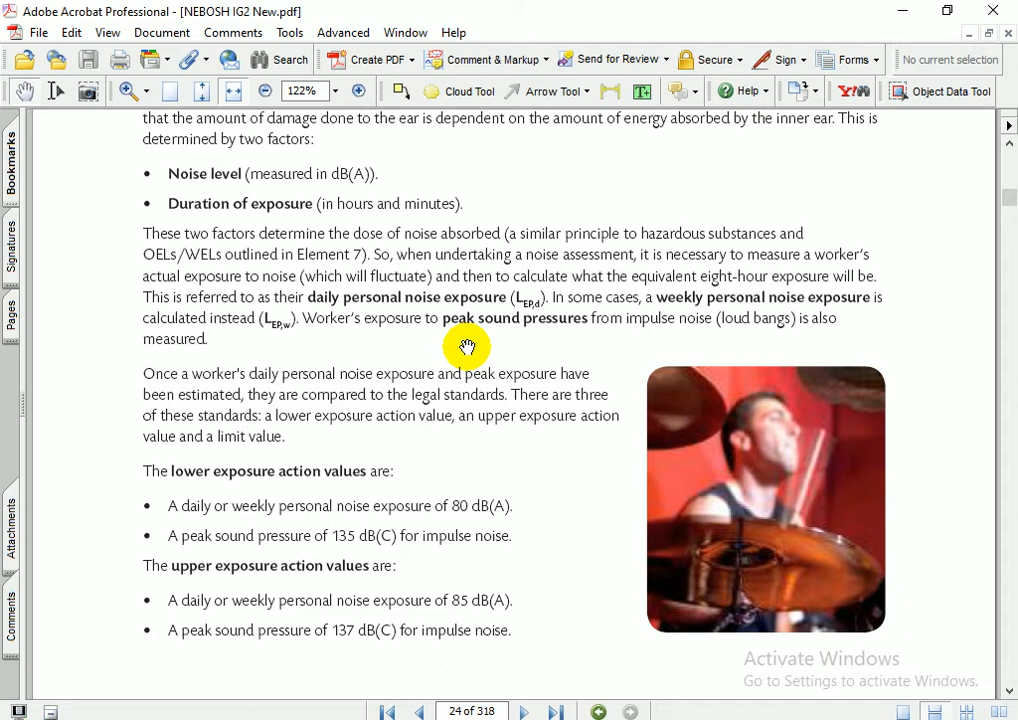 Adobe Acrobat Professional - [NEBOSH IG2 New.pdf]
File Edit View Document Comments Tools Advanced Window Help
Search Create PDF Comment & Markup Send for Review Secure Sign Forms No current selection
122% Cloud Tool Arrow Tool Help Y! Object Data Tool
Bookmarks
Signatures
Pages
Attachments
Comments
that the amount of damage done to the ear is dependent on the amount of energy absorbed by the inner ear. This is
determined by two factors:
• Noise level (measured in dB(A)).
• Duration of exposure (in hours and minutes).
These two factors determine the dose of noise absorbed (a similar principle to hazardous substances and
OELs/WELs outlined in Element 7). So, when undertaking a noise assessment, it is necessary to measure a worker's
actual exposure to noise (which will fluctuate) and then to calculate what the equivalent eight-hour exposure will be.
This is referred to as their daily personal noise exposure (LEP,d). In some cases, a weekly personal noise exposure is
calculated instead (LEP,w). Worker's exposure to peak sound pressures from impulse noise (loud bangs) is also
measured.
Once a worker's daily personal noise exposure and peak exposure have
been estimated, they are compared to the legal standards. There are three
of these standards: a lower exposure action value, an upper exposure action
value and a limit value.
The lower exposure action values are:
• A daily or weekly personal noise exposure of 80 dB(A).
• A peak sound pressure of 135 dB(C) for impulse noise.
The upper exposure action values are:
• A daily or weekly personal noise exposure of 85 dB(A).
• A peak sound pressure of 137 dB(C) for impulse noise.
Activate Windows
Go to Settings to activate Windows.
24 of 318